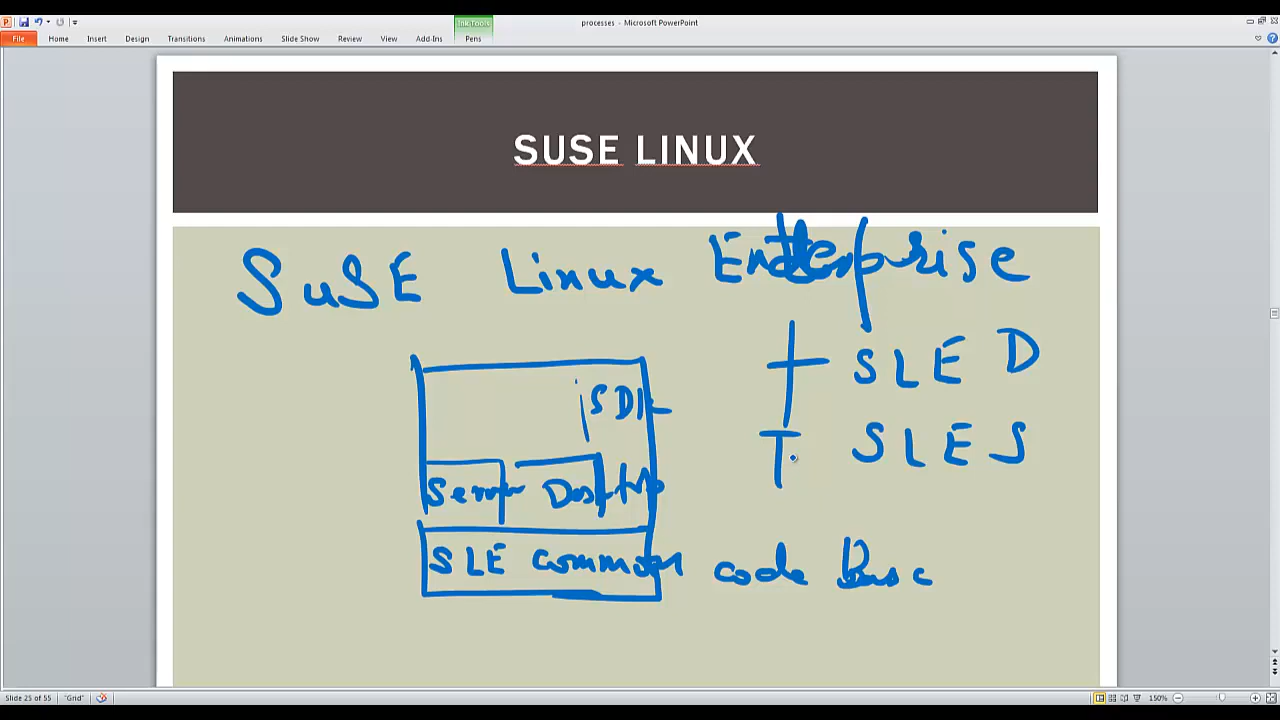 processes - Microsoft PowerPoint
Ink Tools
File Home Insert Design Transitions Animations Slide Show Review View Add-Ins Pens
SUSE LINUX
SuSE Linux Enterprise
SLE D
SDK
SLE S
Server Desktop
SLE common code Base
Slide 25 of 55 "Grid" 150%